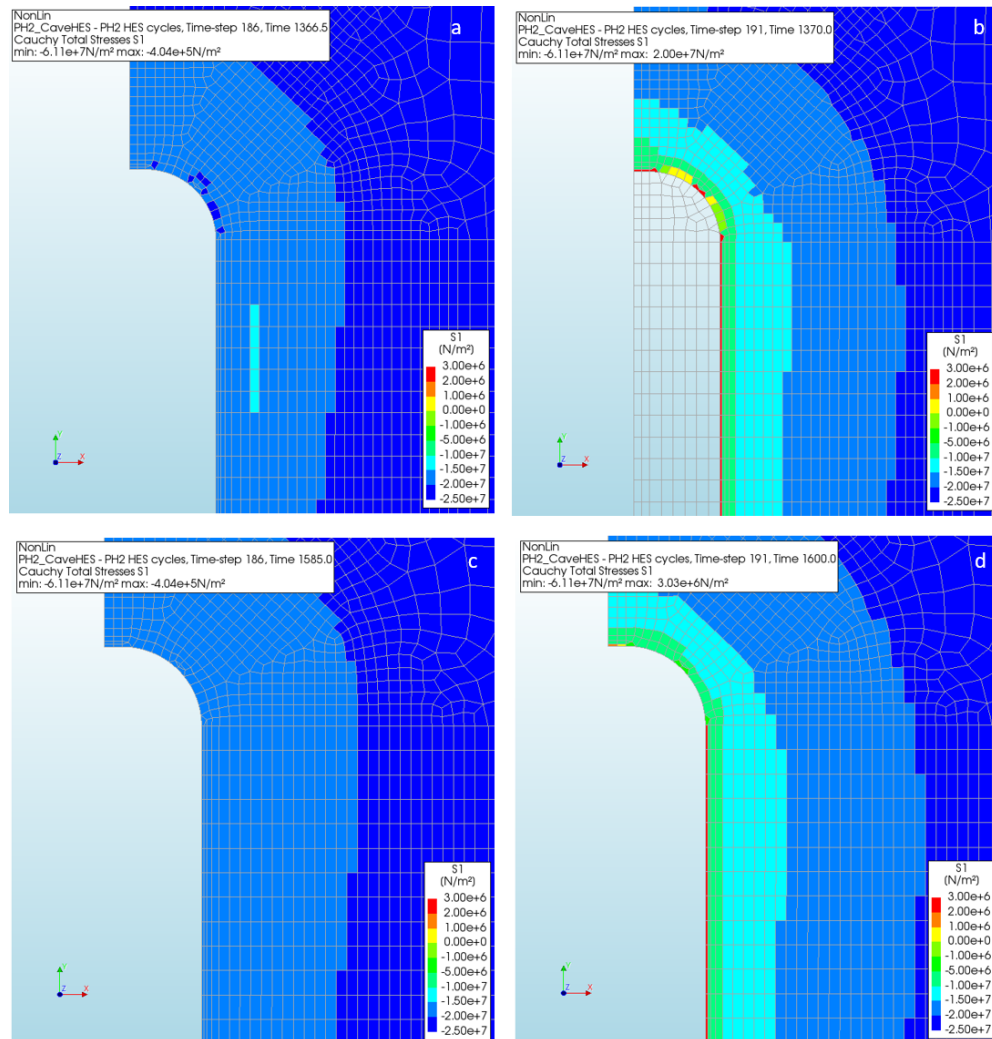 NonLin
PH2_CaveHES - PH2 HES cycles, Time-step 186, Time 1366.5
Cauchy Total Stresses S1
min: -6.11e+7N/m² max: -4.04e+5N/m²
a
S1
(N/m²)
3.00e+6
2.00e+6
1.00e+6
0.00e+0
-1.00e+6
-5.00e+6
-1.00e+7
-1.50e+7
-2.00e+7
-2.50e+7
Y
Z
X
NonLin
PH2_CaveHES - PH2 HES cycles, Time-step 191, Time 1370.0
Cauchy Total Stresses S1
min: -6.11e+7N/m² max: 2.00e+7N/m²
b
S1
(N/m²)
3.00e+6
2.00e+6
1.00e+6
0.00e+0
-1.00e+6
-5.00e+6
-1.00e+7
-1.50e+7
-2.00e+7
-2.50e+7
Y
Z
X
NonLin
PH2_CaveHES - PH2 HES cycles, Time-step 186, Time 1585.0
Cauchy Total Stresses S1
min: -6.11e+7N/m² max: -4.04e+5N/m²
c
S1
(N/m²)
3.00e+6
2.00e+6
1.00e+6
0.00e+0
-1.00e+6
-5.00e+6
-1.00e+7
-1.50e+7
-2.00e+7
-2.50e+7
Y
Z
X
NonLin
PH2_CaveHES - PH2 HES cycles, Time-step 191, Time 1600.0
Cauchy Total Stresses S1
min: -6.11e+7N/m² max: 3.03e+6N/m²
d
S1
(N/m²)
3.00e+6
2.00e+6
1.00e+6
0.00e+0
-1.00e+6
-5.00e+6
-1.00e+7
-1.50e+7
-2.00e+7
-2.50e+7
Y
Z
X